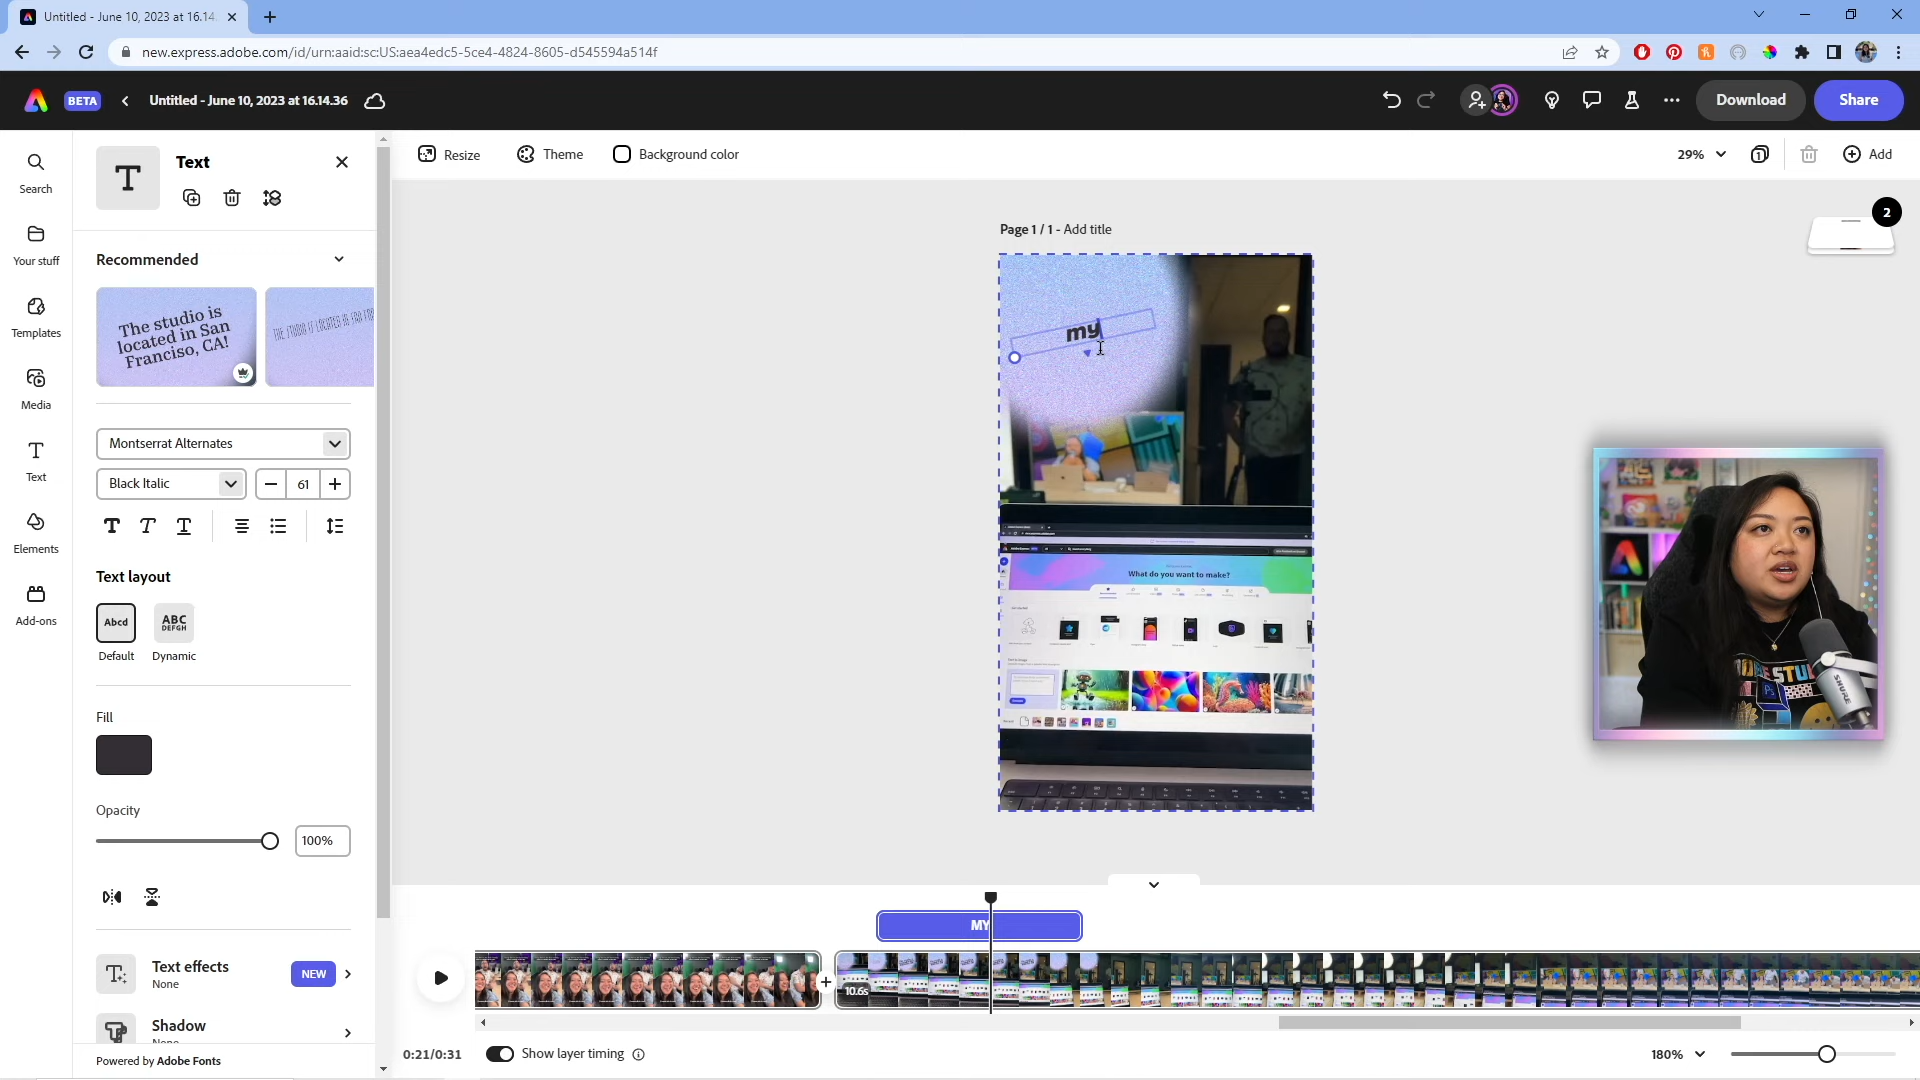 Untitled - June 10, 2023 at 16.14
new.express.adobe.com/id/urn:aaid:sc:US:aea4edc5-5ce4-4824-8605-d545594a514f
BETA
Untitled - June 10, 2023 at 16.14.36
Download
Share
Resize
Theme
Background color
29%
1
Add
Search
Your stuff
Templates
Media
Text
Elements
Add-ons
Text
Recommended
The studio is
located in San
Franciso, CA!
Montserrat Alternates
Black Italic
61
Text layout
Abcd
ABC
DEFGH
Default
Dynamic
Fill
Opacity
100%
Text effects
None
NEW
Shadow
Powered by Adobe Fonts
Page 1 / 1 - Add title
2
my
What do you want to make?
SHURE
MY
10.6s
0:21/0:31
Show layer timing
180%